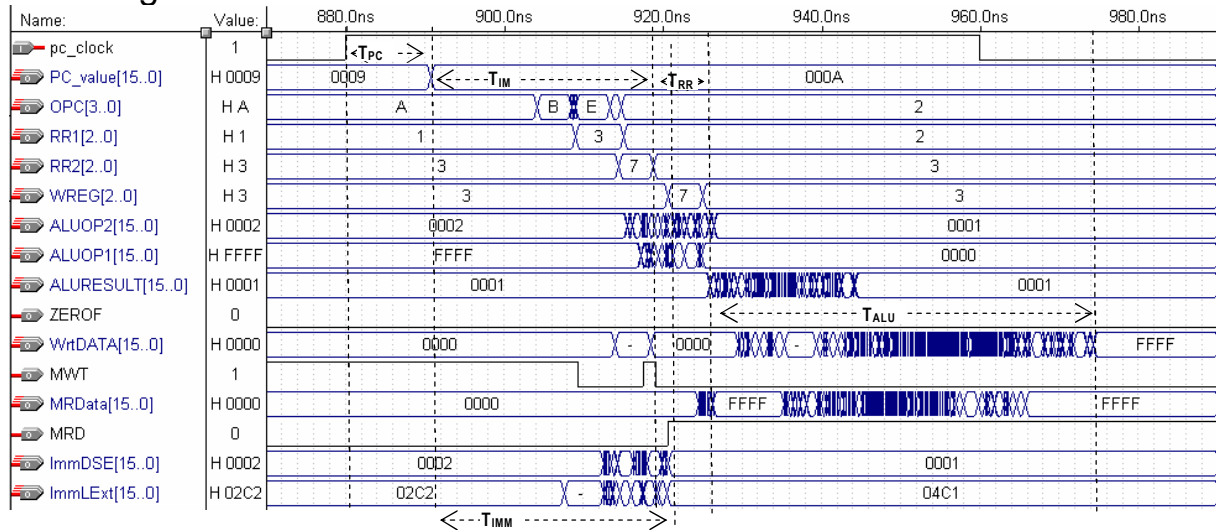 Name: Value: 880.0ns 900.0ns 920.0ns 940.0ns 960.0ns 980.0ns
pc_clock 1 TPC
PC_value[15..0] H 0009 0009 TIM TRR 000A
OPC[3..0] H A A B E 2
RR1[2..0] H 1 1 3 2
RR2[2..0] H 3 3 7 3
WREG[2..0] H 3 3 7 3
ALUOP2[15..0] H 0002 0002 0001
ALUOP1[15..0] H FFFF FFFF 0000
ALURESULT[15..0] H 0001 0001 0001
ZEROF 0 TALU
WrtDATA[15..0] H 0000 0000 - 0000 - FFFF
MWT 1
MRData[15..0] H 0000 0000 FFFF FFFF
MRD 0
ImmDSE[15..0] H 0002 0002 0001
ImmLExt[15..0] H 02C2 02C2 - 04C1
TIMM